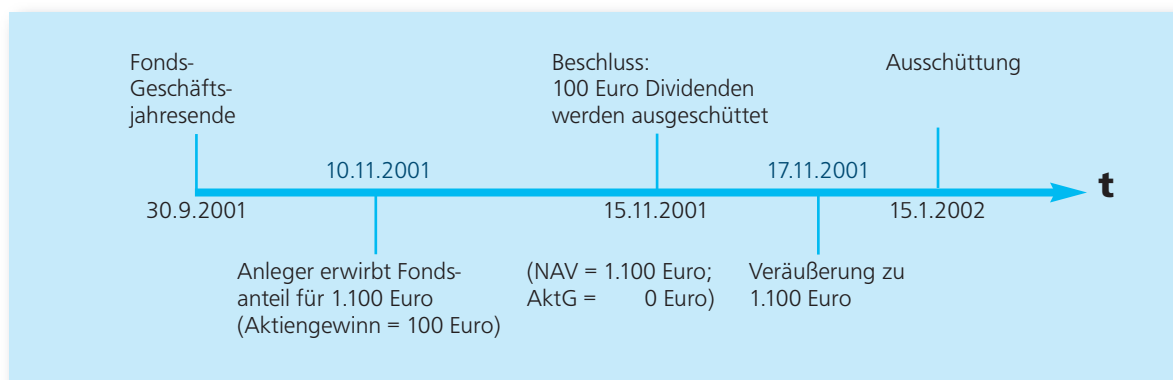 Fonds-
Geschäfts-
jahresende
Beschluss:
100 Euro Dividenden
werden ausgeschüttet
Ausschüttung
10.11.2001
17.11.2001
t
30.9.2001
15.11.2001
15.1.2002
Anleger erwirbt Fonds-
anteil für 1.100 Euro
(Aktiengewinn = 100 Euro)
(NAV = 1.100 Euro;
AktG = 0 Euro)
Veräußerung zu
1.100 Euro